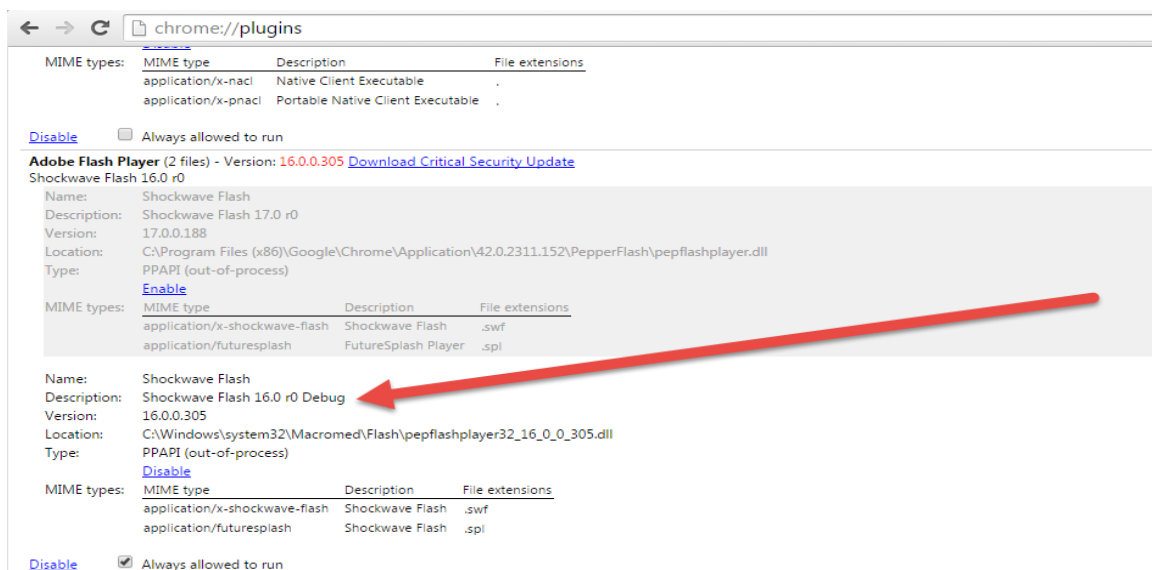 chrome://plugins
Disable
MIME types: MIME type Description File extensions
application/x-nacl Native Client Executable .
application/x-pnacl Portable Native Client Executable .
Disable Always allowed to run
Adobe Flash Player (2 files) - Version: 16.0.0.305 Download Critical Security Update
Shockwave Flash 16.0 r0
Name: Shockwave Flash
Description: Shockwave Flash 17.0 r0
Version: 17.0.0.188
Location: C:\Program Files (x86)\Google\Chrome\Application\42.0.2311.152\PepperFlash\pepflashplayer.dll
Type: PPAPI (out-of-process)
Enable
MIME types: MIME type Description File extensions
application/x-shockwave-flash Shockwave Flash .swf
application/futuresplash FutureSplash Player .spl
Name: Shockwave Flash
Description: Shockwave Flash 16.0 r0 Debug
Version: 16.0.0.305
Location: C:\Windows\system32\Macromed\Flash\pepflashplayer32_16_0_0_305.dll
Type: PPAPI (out-of-process)
Disable
MIME types: MIME type Description File extensions
application/x-shockwave-flash Shockwave Flash .swf
application/futuresplash Shockwave Flash .spl
Disable Always allowed to run